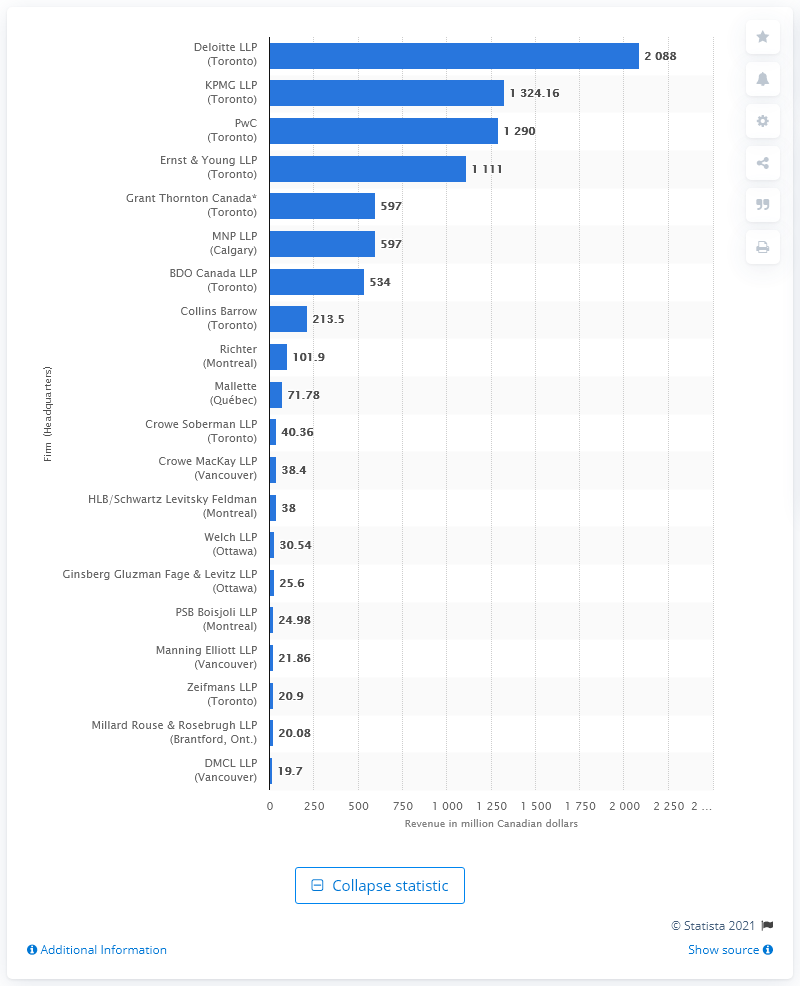 Deloitte LLP
(Toronto)
2 088
KPMG LLP
(Toronto)
1 324.16
PwC
(Toronto)
1 290
Ernst & Young LLP
(Toronto)
1 111
Grant Thornton Canada*
(Toronto)
597
MNP LLP
(Calgary)
597
BDO Canada LLP
(Toronto)
534
Collins Barrow
(Toronto)
213.5
Richter
(Montreal)
101.9
Mallette
(Québec)
71.78
Crowe Soberman LLP
(Toronto)
40.36
Crowe MacKay LLP
(Vancouver)
38.4
HLB/Schwartz Levitsky Feldman
(Montreal)
38
Welch LLP
(Ottawa)
30.54
Ginsberg Gluzman Fage & Levitz LLP
(Ottawa)
25.6
PSB Boisjoli LLP
(Montreal)
24.98
Manning Elliott LLP
(Vancouver)
21.86
Zeifmans LLP
(Toronto)
20.9
Millard Rouse & Rosebrugh LLP
(Brantford, Ont.)
20.08
DMCL LLP
(Vancouver)
19.7
Firm (Headquarters)
0 250 500 750 1 000 1 250 1 500 1 750 2 000 2 250 2 ...
Revenue in million Canadian dollars
Collapse statistic
© Statista 2021
Additional Information
Show source